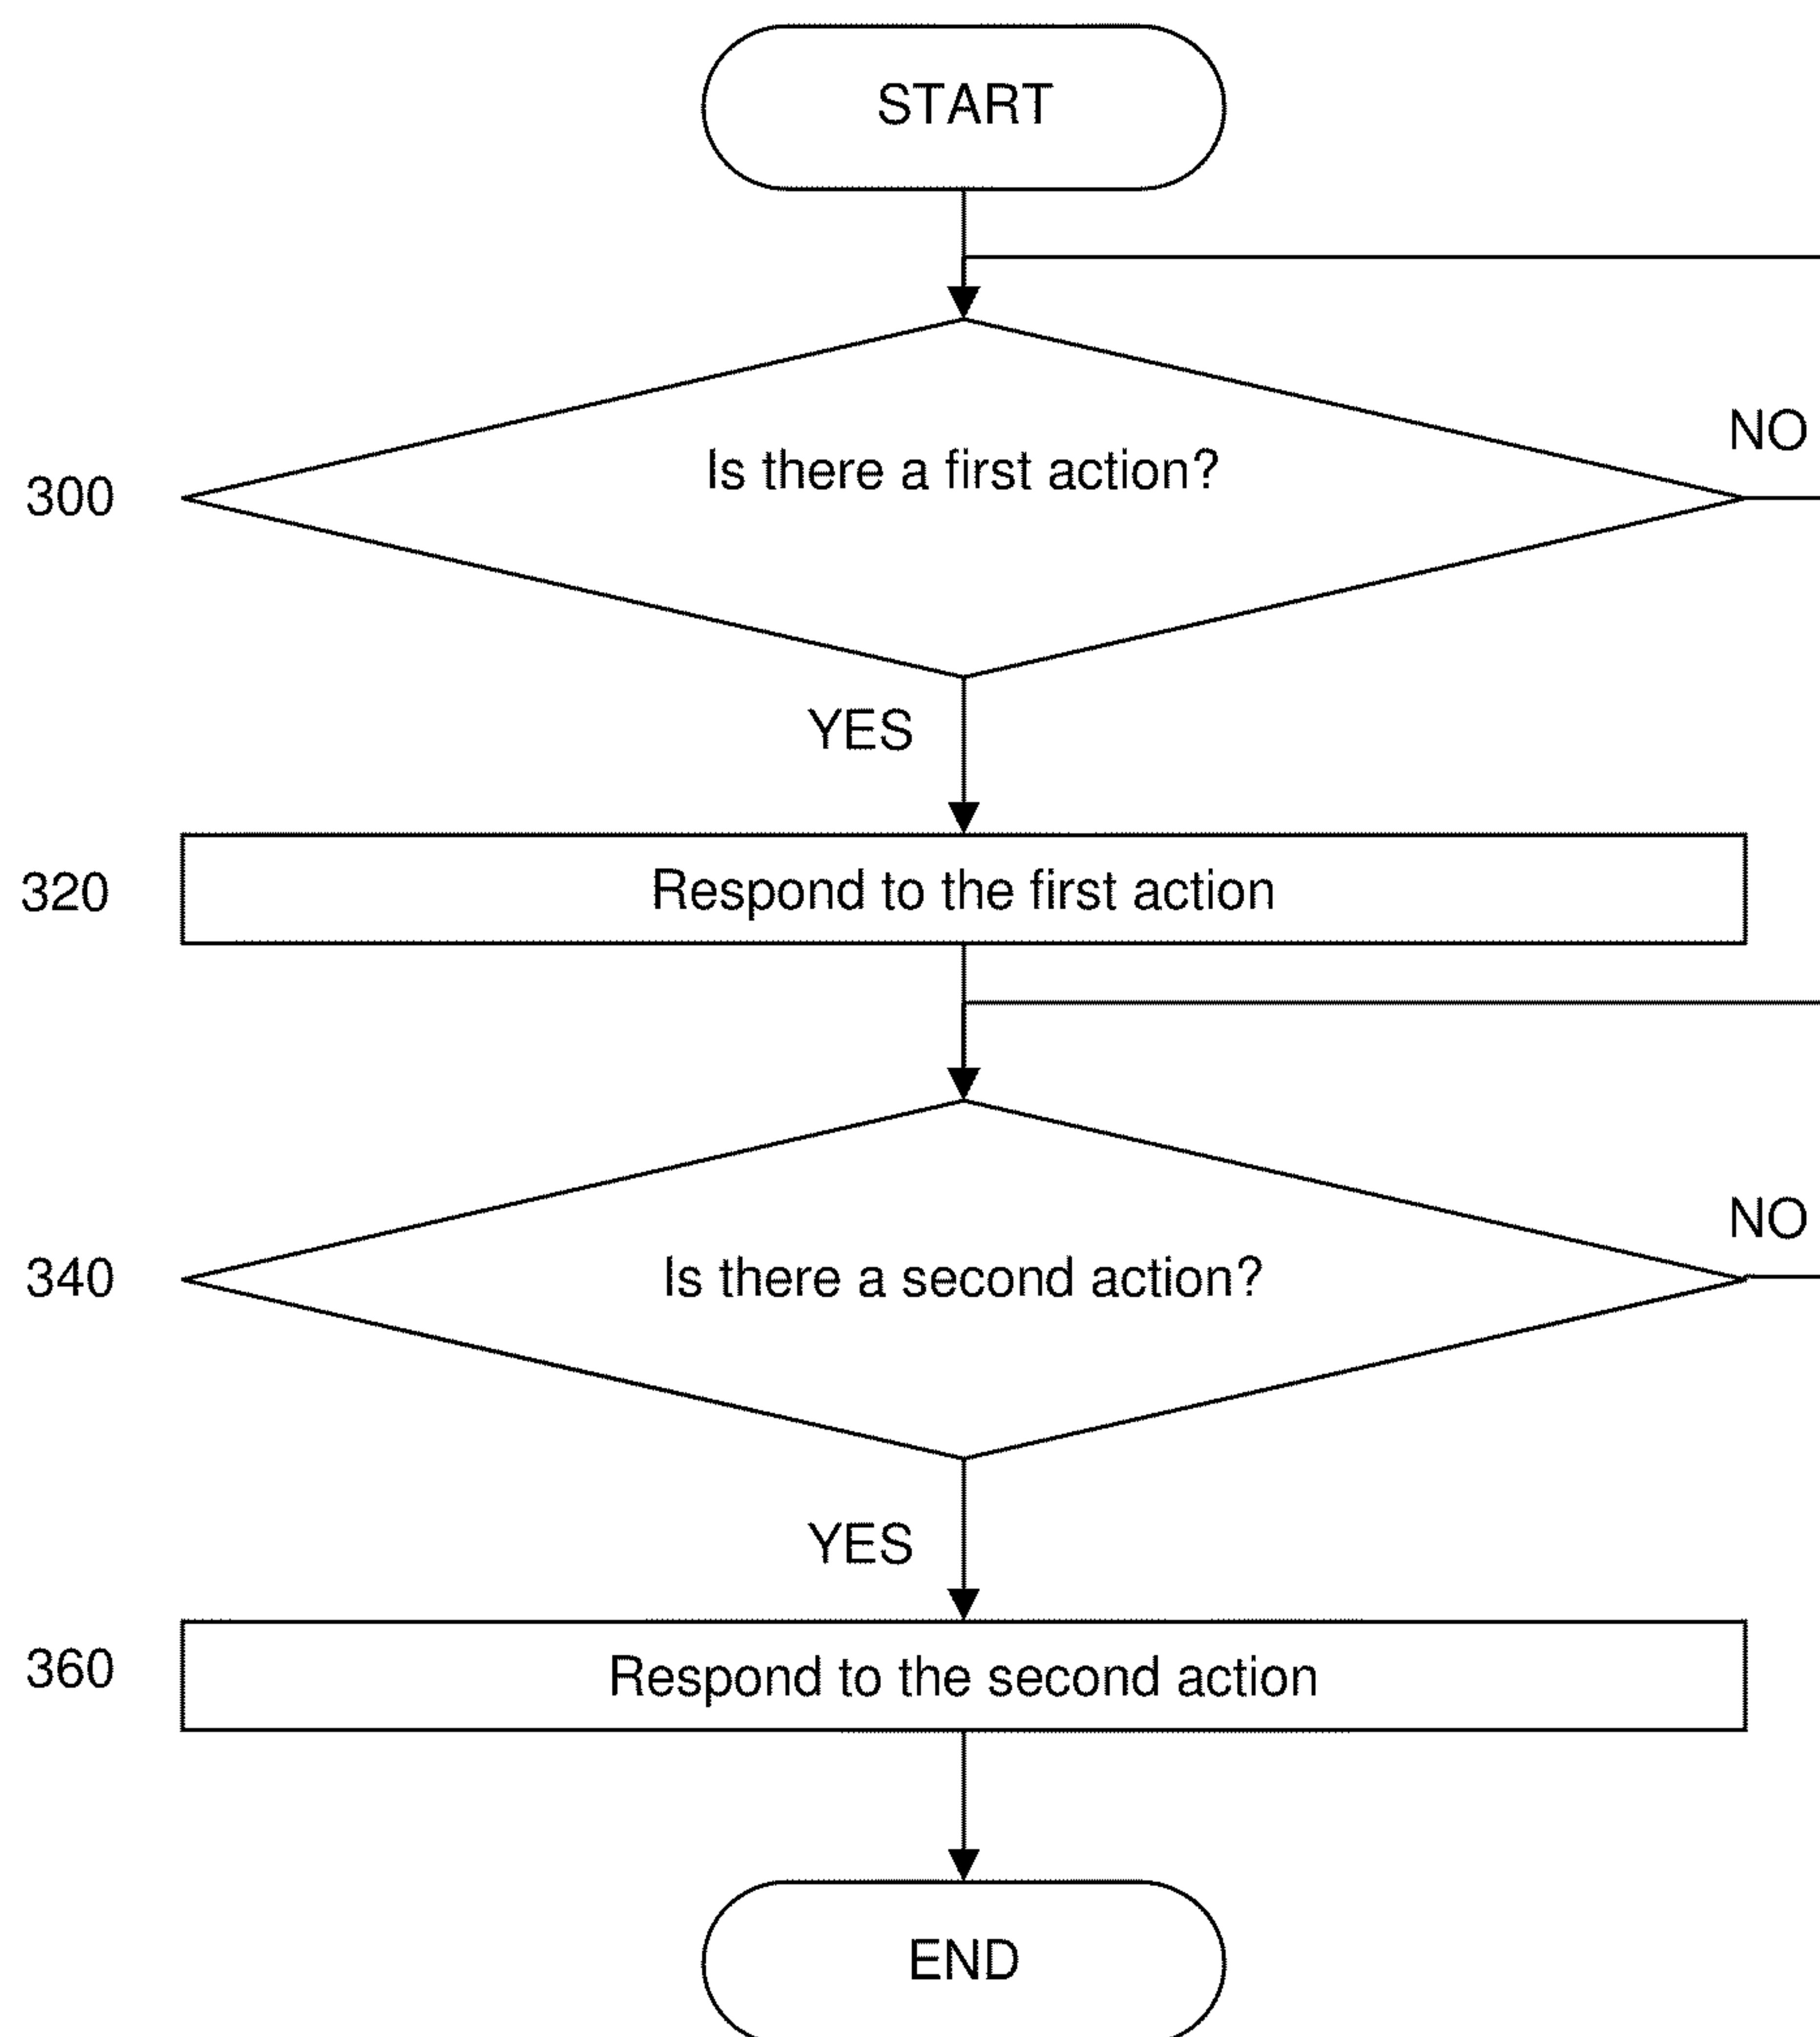 START
NO
Is there a first action?
300
YES
320
Respond to the first action
NO
340
Is there a second action?
YES
360
Respond to the second action
END